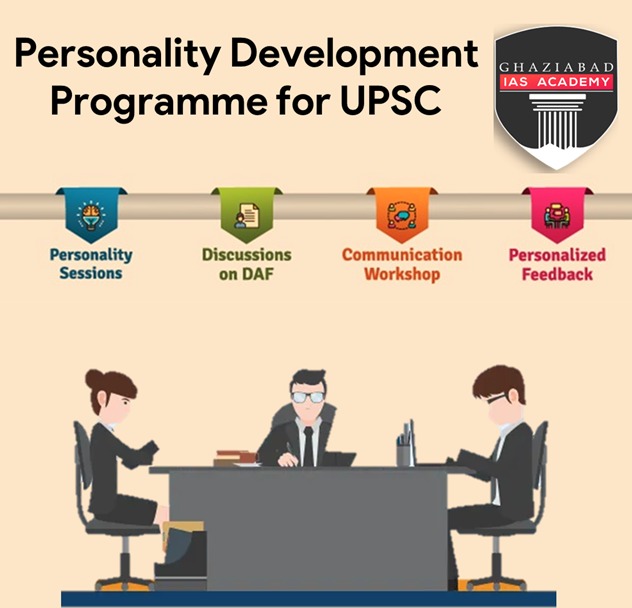 Personality Development
Programme for UPSC
GHAZIABAD
IAS ACADEMY
Personality
Sessions
Discussions
on DAF
Communication
Workshop
Personalized
Feedback